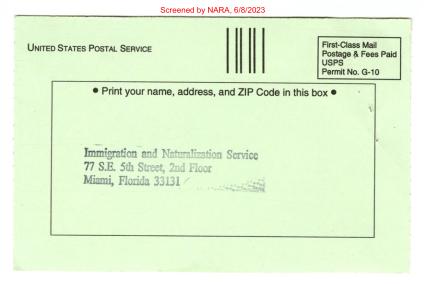 Screened by NARA, 6/8/2023
UNITED STATES POSTAL SERVICE
First-Class Mail
Postage & Fees Paid
USPS
Permit No. G-10
● Print your name, address, and ZIP Code in this box ●
Immigration and Naturalization Service
77 S.E. 5th Street, 2nd Floor
Miami, Florida 33131